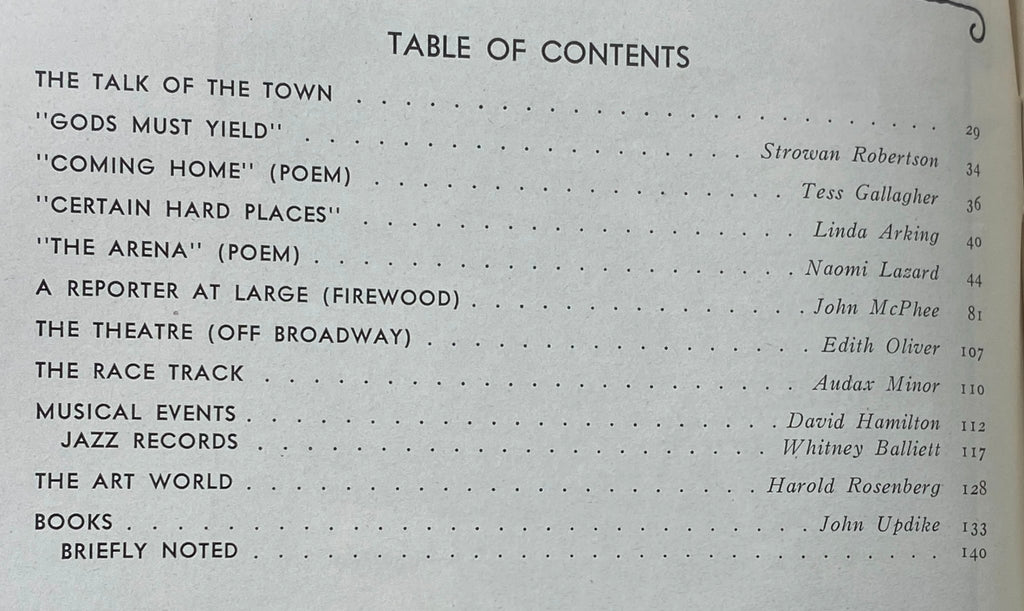 TABLE OF CONTENTS
THE TALK OF THE TOWN . . . . . . . . . . . . . . . . . . . . . . . . . 29
"GODS MUST YIELD" . . . . . . . . . . . . . . . . . . . Strowan Robertson 34
"COMING HOME" (POEM) . . . . . . . . . . . . . . . . . . Tess Gallagher 36
"CERTAIN HARD PLACES" . . . . . . . . . . . . . . . . . . . Linda Arking 40
"THE ARENA" (POEM) . . . . . . . . . . . . . . . . . . . . . Naomi Lazard 44
A REPORTER AT LARGE (FIREWOOD) . . . . . . . . . . . . . . . John McPhee 81
THE THEATRE (OFF BROADWAY) . . . . . . . . . . . . . . . . . Edith Oliver 107
THE RACE TRACK . . . . . . . . . . . . . . . . . . . . . . . . Audax Minor 110
MUSICAL EVENTS . . . . . . . . . . . . . . . . . . . . . . . David Hamilton 112
JAZZ RECORDS . . . . . . . . . . . . . . . . . . . . . . Whitney Balliett 117
THE ART WORLD . . . . . . . . . . . . . . . . . . . . . . Harold Rosenberg 128
BOOKS . . . . . . . . . . . . . . . . . . . . . . . . . . . . . John Updike 133
BRIEFLY NOTED . . . . . . . . . . . . . . . . . . . . . . . . . . . . . 140